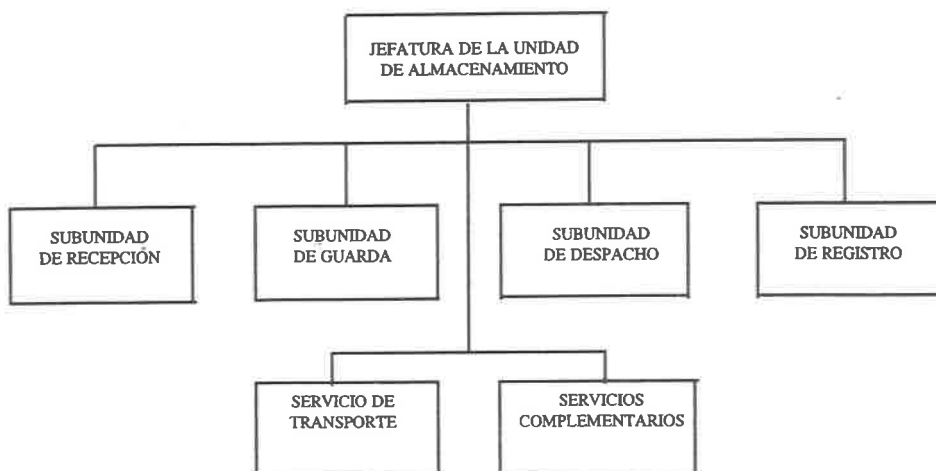 JEFATURA DE LA UNIDAD
DE ALMACENAMIENTO
SUBUNIDAD
DE RECEPCIÓN
SUBUNIDAD
DE GUARDA
SUBUNIDAD
DE DESPACHO
SUBUNIDAD
DE REGISTRO
SERVICIO DE
TRANSPORTE
SERVICIOS
COMPLEMENTARIOS